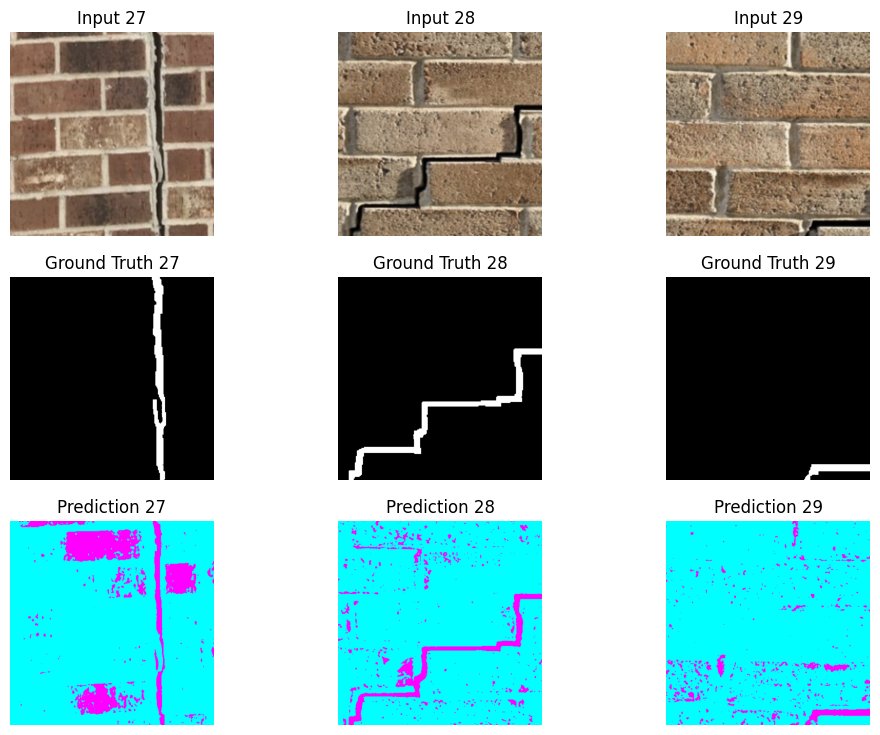 Input 27
Input 28
Input 29
Ground Truth 27
Ground Truth 28
Ground Truth 29
Prediction 27
Prediction 28
Prediction 29